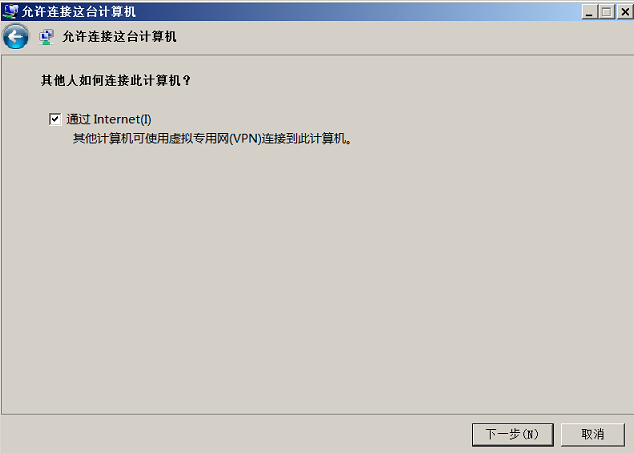 允许连接这台计算机
允许连接这台计算机
其他人如何连接此计算机?
通过 Internet(I)
其他计算机可使用虚拟专用网(VPN)连接到此计算机。
下一步(N)
取消